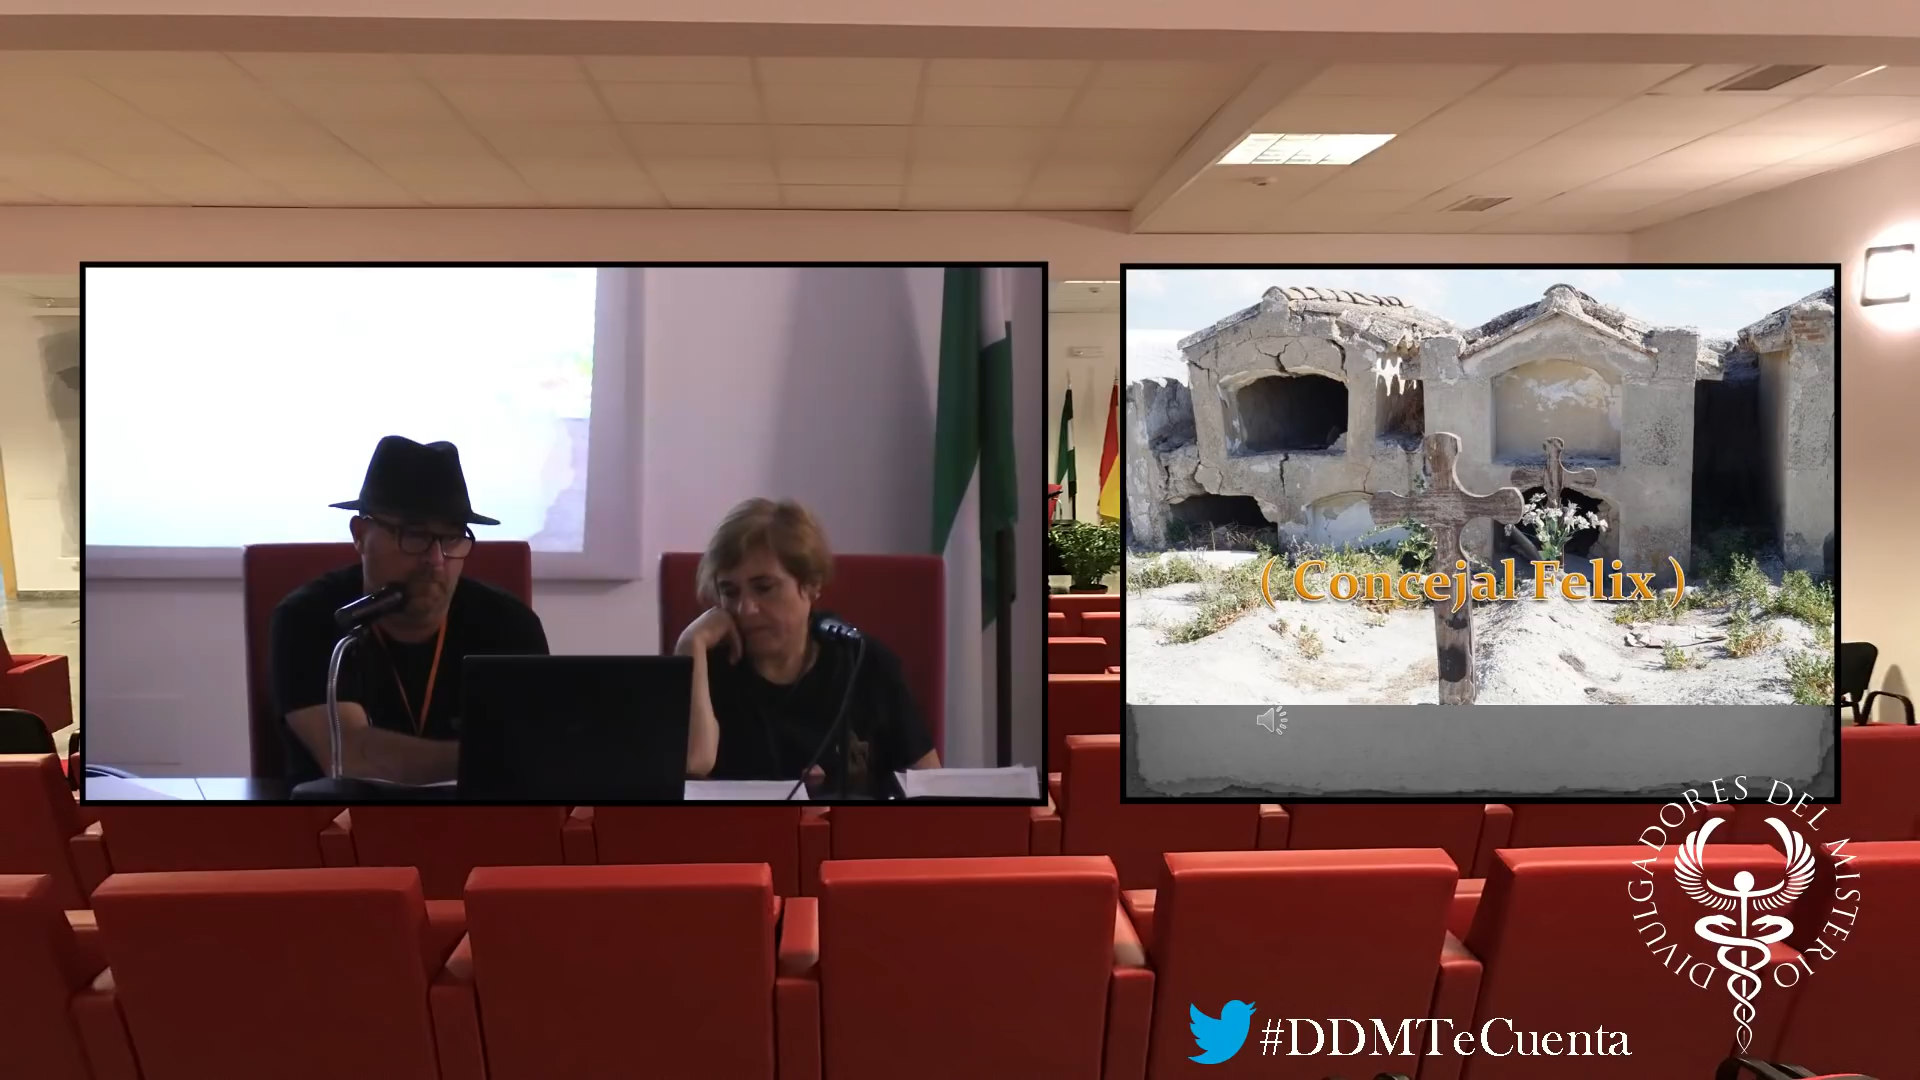 ( Concejal Felix )
DIVULGADORES DEL MISTERIO
#DDMTeCuenta